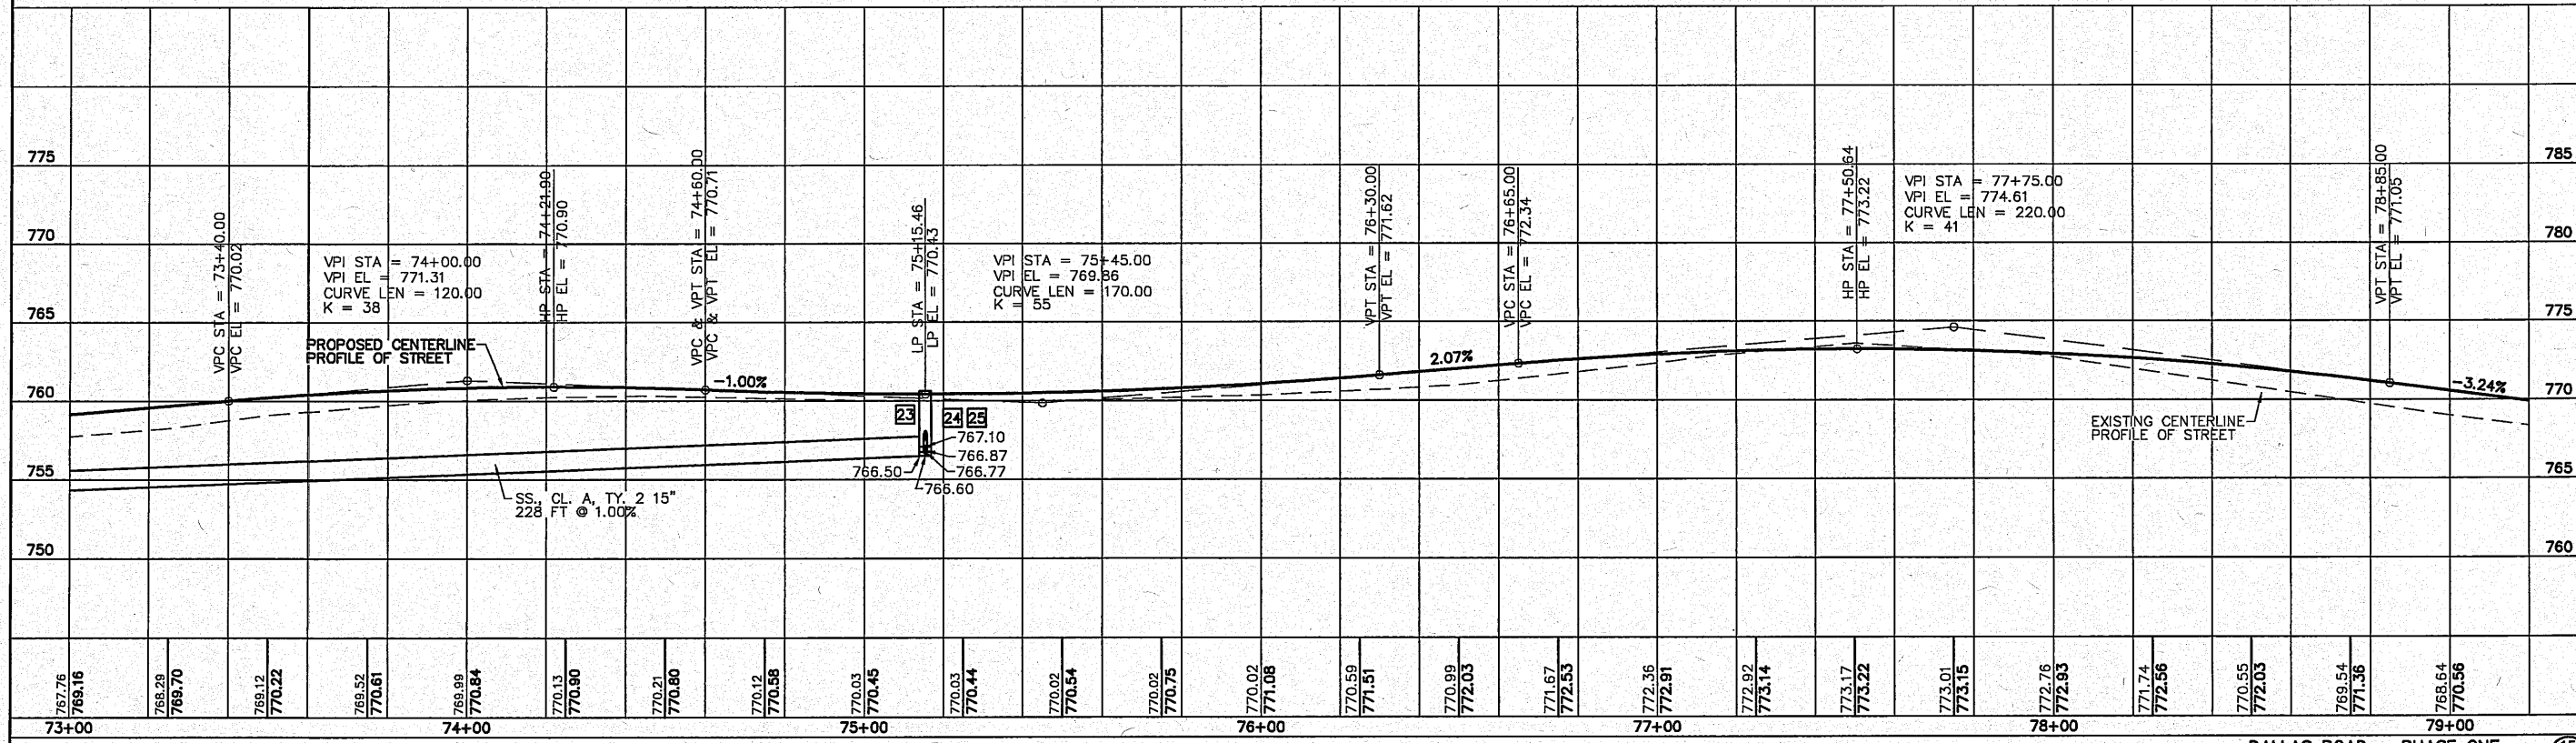 775
770
765
760
755
750
785
780
775
770
765
760
VPC STA = 73+40.00
VPC EL = 770.02
VPI STA = 74+00.00
VPI EL = 771.31
CURVE LEN = 120.00
K = 38
HP STA = 74+21.90
HP EL = 770.90
VPC & VPT STA = 74+60.00
VPC & VPT EL = 770.71
LP STA = 75+15.46
LP EL = 770.43
VPI STA = 75+45.00
VPI EL = 769.86
CURVE LEN = 170.00
K = 55
VPT STA = 76+30.00
VPT EL = 771.62
VPC STA = 76+65.00
VPC EL = 772.34
HP STA = 77+50.64
HP EL = 773.22
VPI STA = 77+75.00
VPI EL = 774.61
CURVE LEN = 220.00
K = 41
VPT STA = 78+85.00
VPT EL = 771.05
PROPOSED CENTERLINE
PROFILE OF STREET
-1.00%
2.07%
-3.24%
EXISTING CENTERLINE
PROFILE OF STREET
23
24 25
767.10
766.87
766.50
766.77
766.60
SS., CL. A, TY. 2 15"
228 FT @ 1.00%
767.76
769.16
768.29
769.70
769.12
770.22
769.52
770.61
769.99
770.84
770.13
770.90
770.21
770.80
770.12
770.58
770.03
770.45
770.03
770.44
770.02
770.54
770.02
770.75
770.02
771.08
770.59
771.51
770.99
772.03
771.67
772.53
772.36
772.91
772.92
773.14
773.17
773.22
773.01
773.15
772.76
772.93
771.74
772.56
770.55
772.03
769.54
771.36
768.64
770.56
73+00
74+00
75+00
76+00
77+00
78+00
79+00